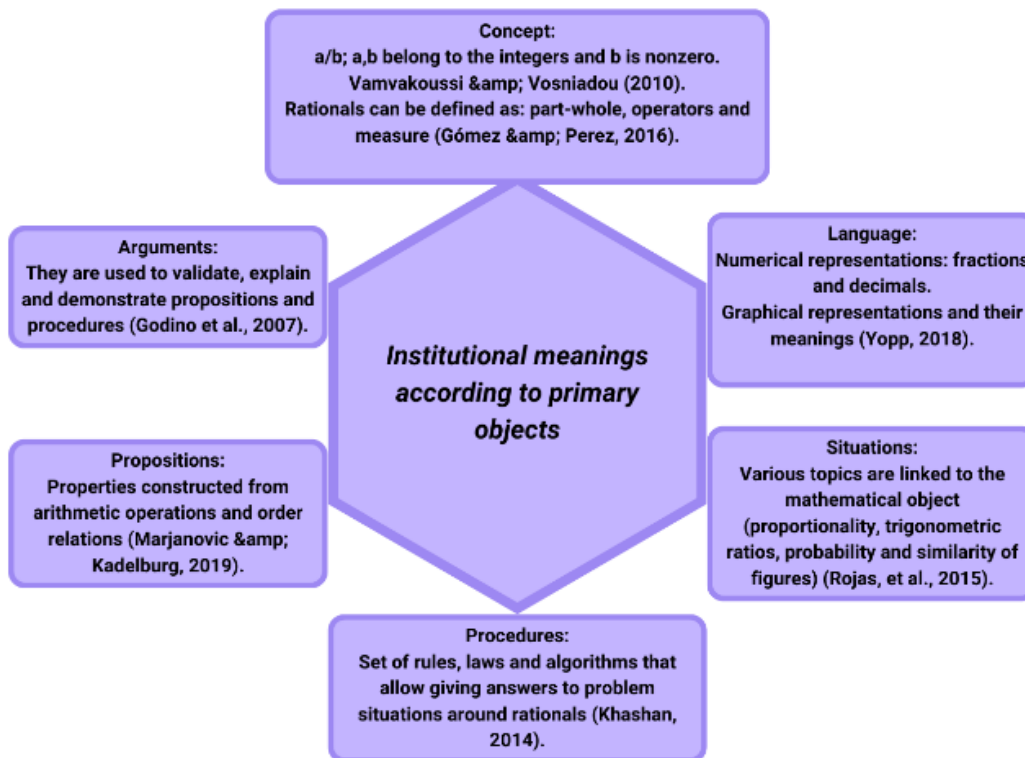 Concept:
a/b; a,b belong to the integers and b is nonzero.
Vamvakoussi &amp; Vosniadou (2010).
Rationals can be defined as: part-whole, operators and
measure (Gómez &amp; Perez, 2016).
Arguments:
They are used to validate, explain
and demonstrate propositions and
procedures (Godino et al., 2007).
Language:
Numerical representations: fractions
and decimals.
Graphical representations and their
meanings (Yopp, 2018).
Institutional meanings
according to primary
objects
Propositions:
Properties constructed from
arithmetic operations and order
relations (Marjanovic &amp;
Kadelburg, 2019).
Situations:
Various topics are linked to the
mathematical object
(proportionality, trigonometric
ratios, probability and similarity of
figures) (Rojas, et al., 2015).
Procedures:
Set of rules, laws and algorithms that
allow giving answers to problem
situations around rationals (Khashan,
2014).